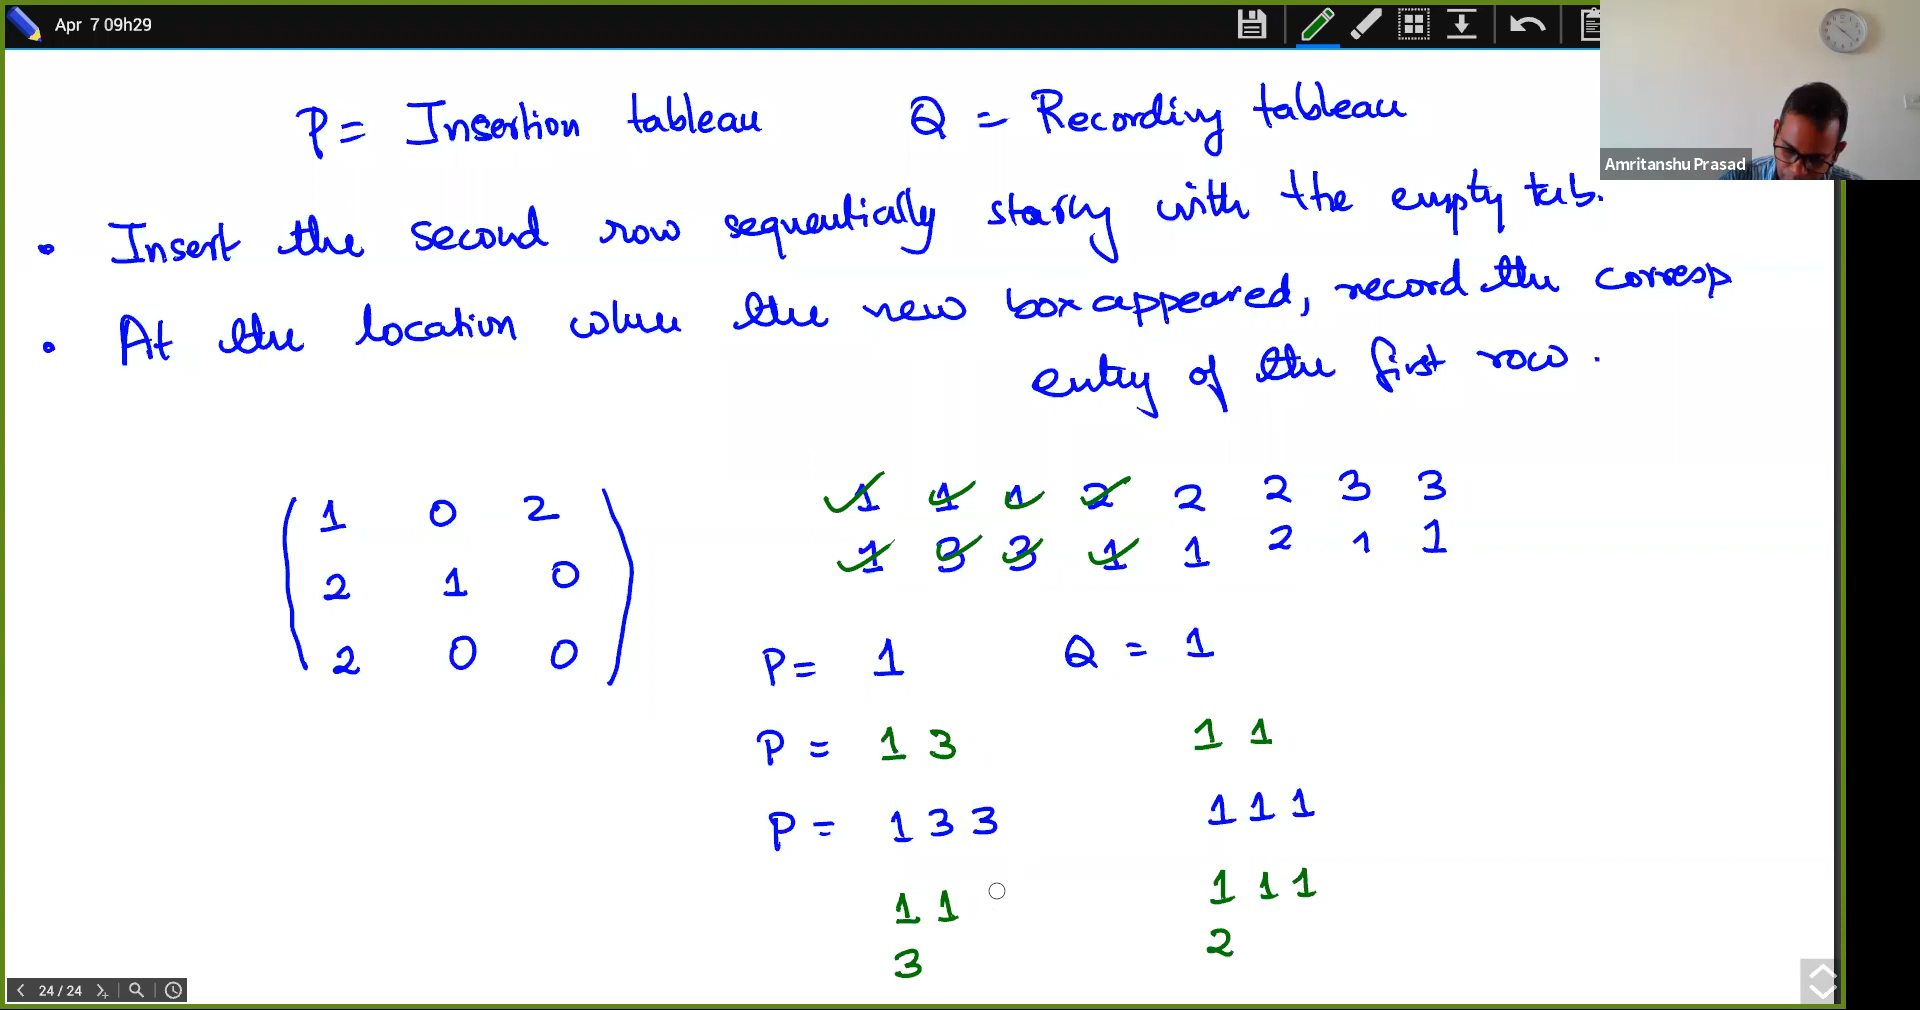 Apr 7 09h29
Amritanshu Prasad
P = Insertion tableau Q = Recording tableau
• Insert the second row sequentially starting with the empty tab.
• At the location where the new box appeared, record the corresp
entry of the first row.
1 0 2
2 1 0
2 0 0
1 1 1 2 2 2 3 3
1 3 3 1 1 2 1 1
P = 1 Q = 1
P = 1 3 1 1
P = 1 3 3 1 1 1
1 1 1 1 1
3 2
24 / 24